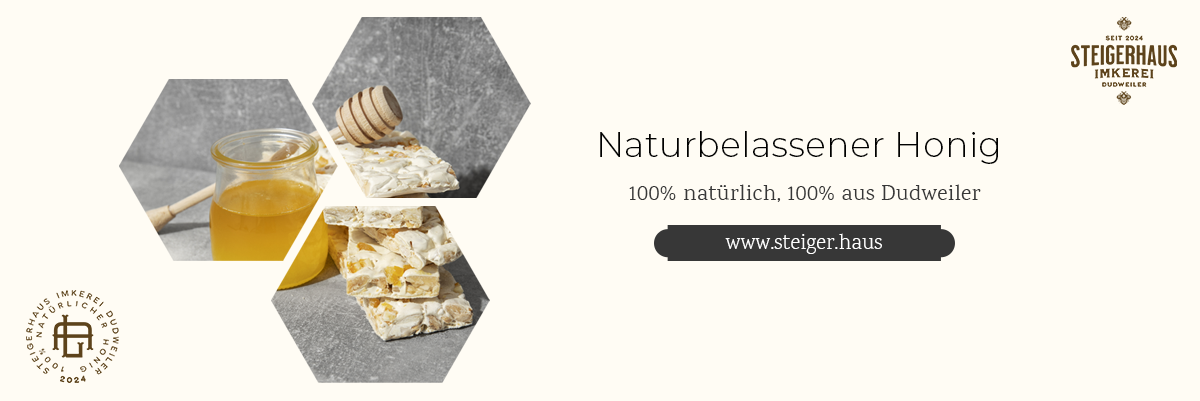 SEIT 2024
STEIGERHAUS
IMKEREI
DUDWEILER
Naturbelassener Honig
100% natürlich, 100% aus Dudweiler
www.steiger.haus
STEIGERHAUS IMKEREI DUDWEILER
100% NATÜRLICHER HONIG
2024